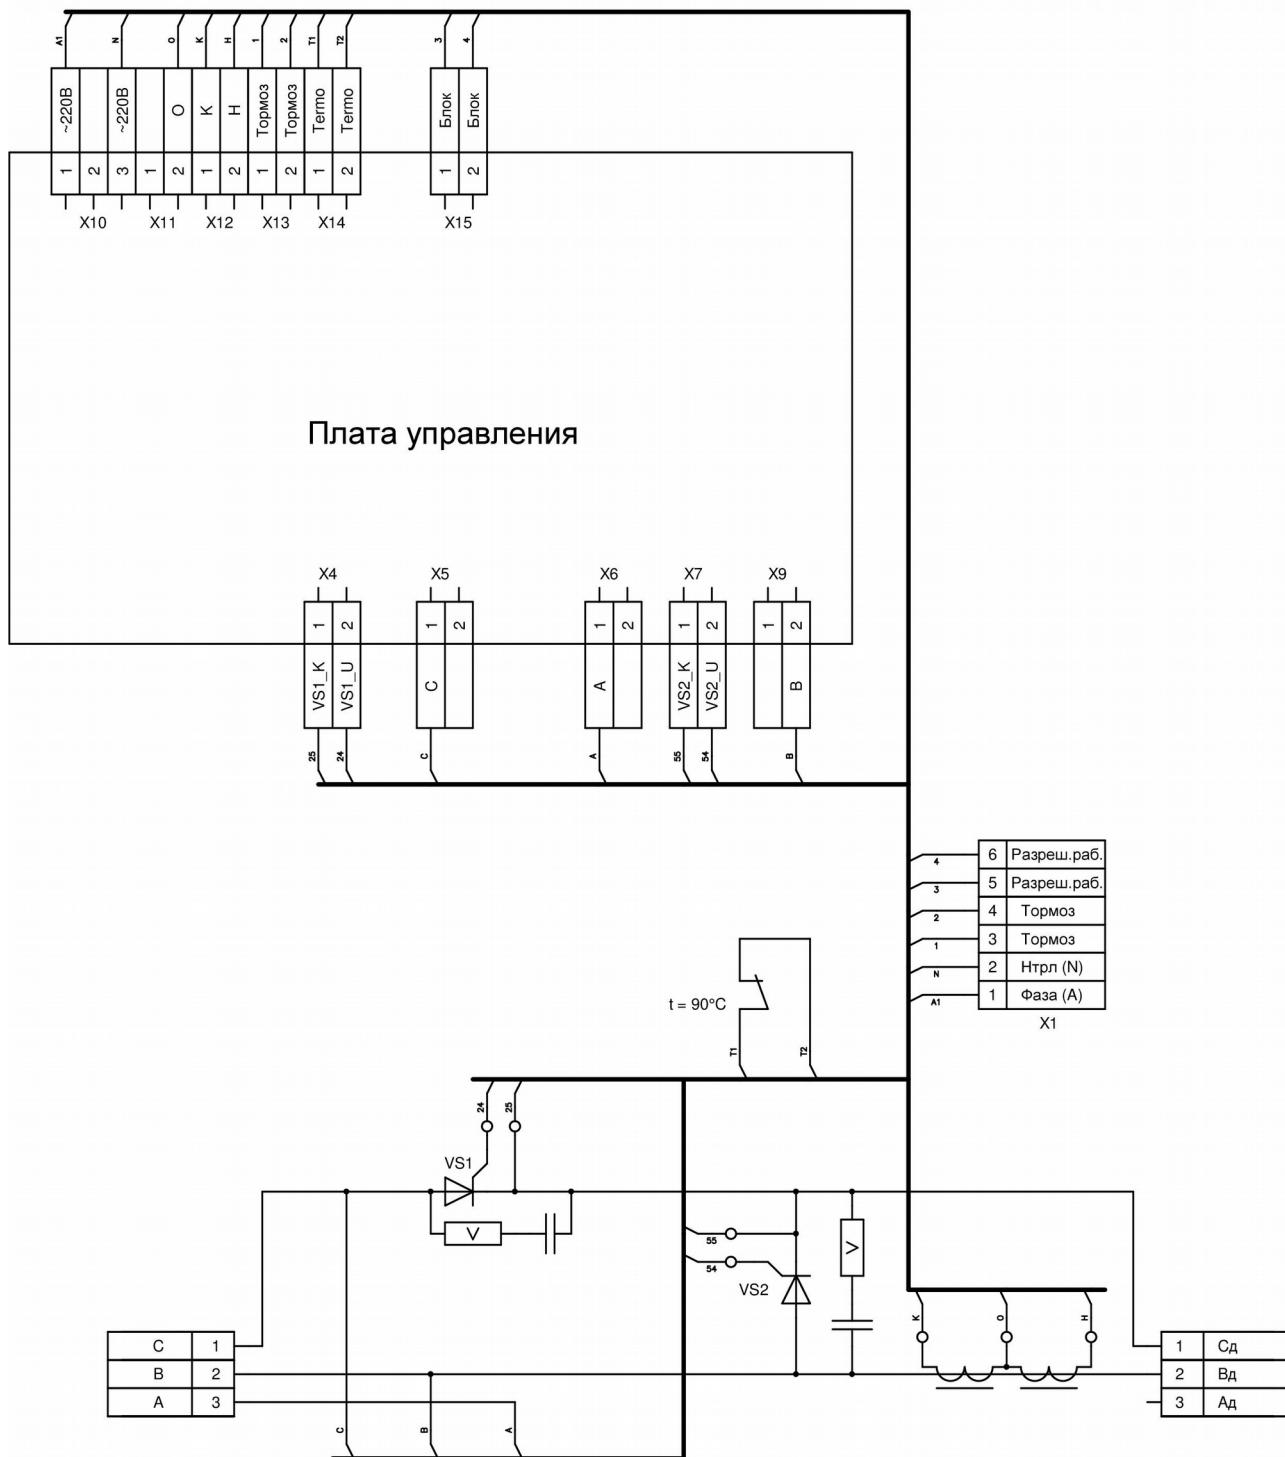 A1 N O K H 1 2 T1 T2 3 4
~220В ~220В О К Н Тормоз Тормоз Termo Termo Блок Блок
1 2 3 1 2 1 2 1 2 1 2 1 2
X10 X11 X12 X13 X14 X15
Плата управления
X4 X5 X6 X7 X9
1 2 1 2 1 2 1 2 1 2
VS1_K VS1_U C A VS2_K VS2_U B
25 24 C A 55 54 B
4 6 Разреш.раб.
3 5 Разреш.раб.
2 4 Тормоз
1 3 Тормоз
N 2 Нтрл (N)
A1 1 Фаза (А)
X1
t = 90°C
T1 T2
24 25
VS1
55
54
VS2
K O H
C 1
B 2
A 3
1 Сд
2 Вд
3 Ад
C B A